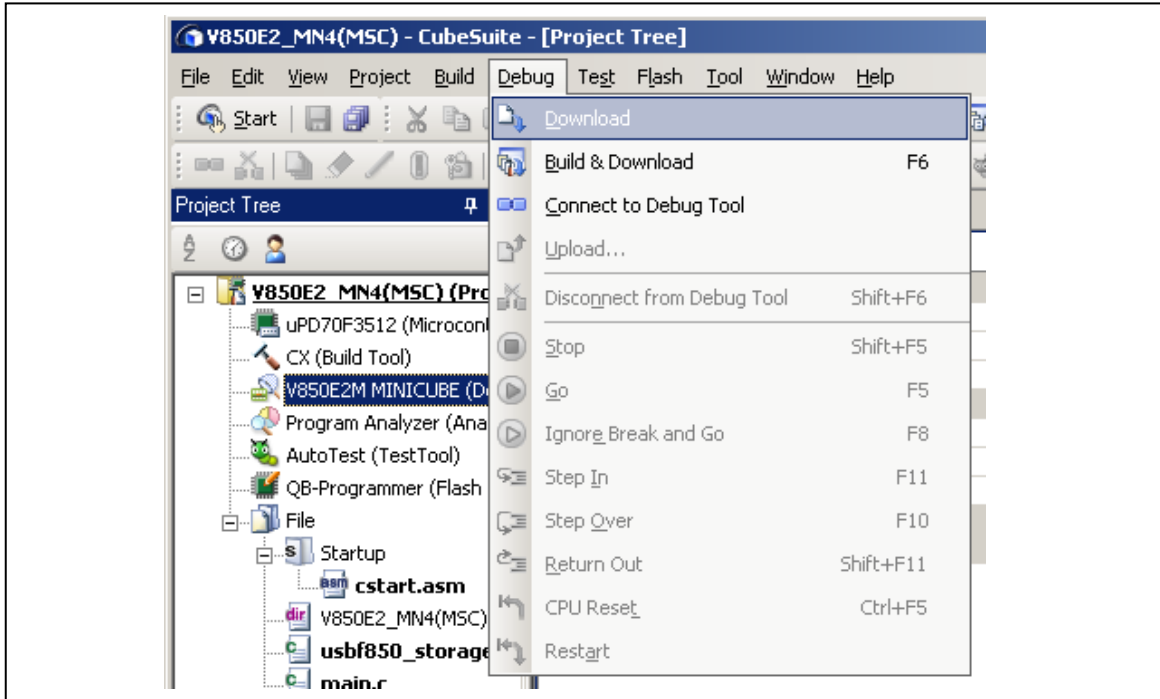 V850E2_MN4(MSC) - CubeSuite - [Project Tree]
File Edit View Project Build Debug Test Flash Tool Window Help
Start
Download
Build & Download F6
Connect to Debug Tool
Upload...
Disconnect from Debug Tool Shift+F6
Stop Shift+F5
Go F5
Ignore Break and Go F8
Step In F11
Step Over F10
Return Out Shift+F11
CPU Reset Ctrl+F5
Restart
Project Tree
V850E2_MN4(MSC) (Pro
uPD70F3512 (Microcont
CX (Build Tool)
V850E2M MINICUBE (De
Program Analyzer (Ana
AutoTest (TestTool)
QB-Programmer (Flash
File
Startup
cstart.asm
V850E2_MN4(MSC)
usbf850_storage
main.c